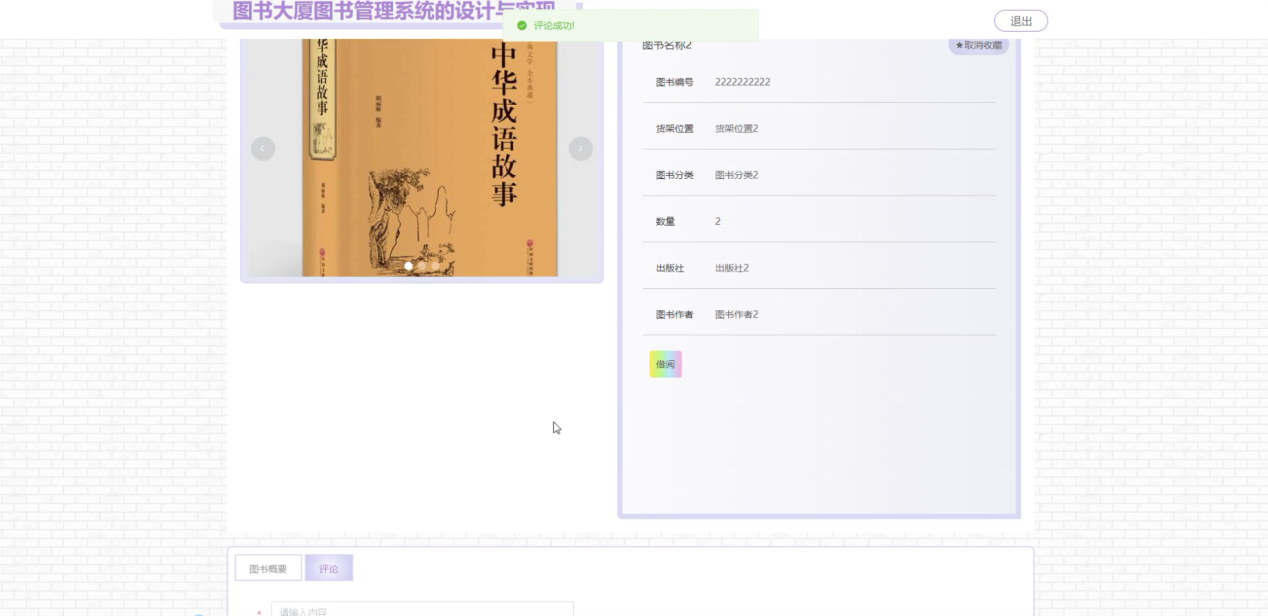 图书大厦图书管理系统的设计与实现
评论成功!
退出
图书名称2
★取消收藏
图书编号 2222222222
货架位置 货架位置2
图书分类 图书分类2
数量 2
出版社 出版社2
图书作者 图书作者2
借阅
中华成语故事
华成语故事
图书概要
评论
* 请输入内容